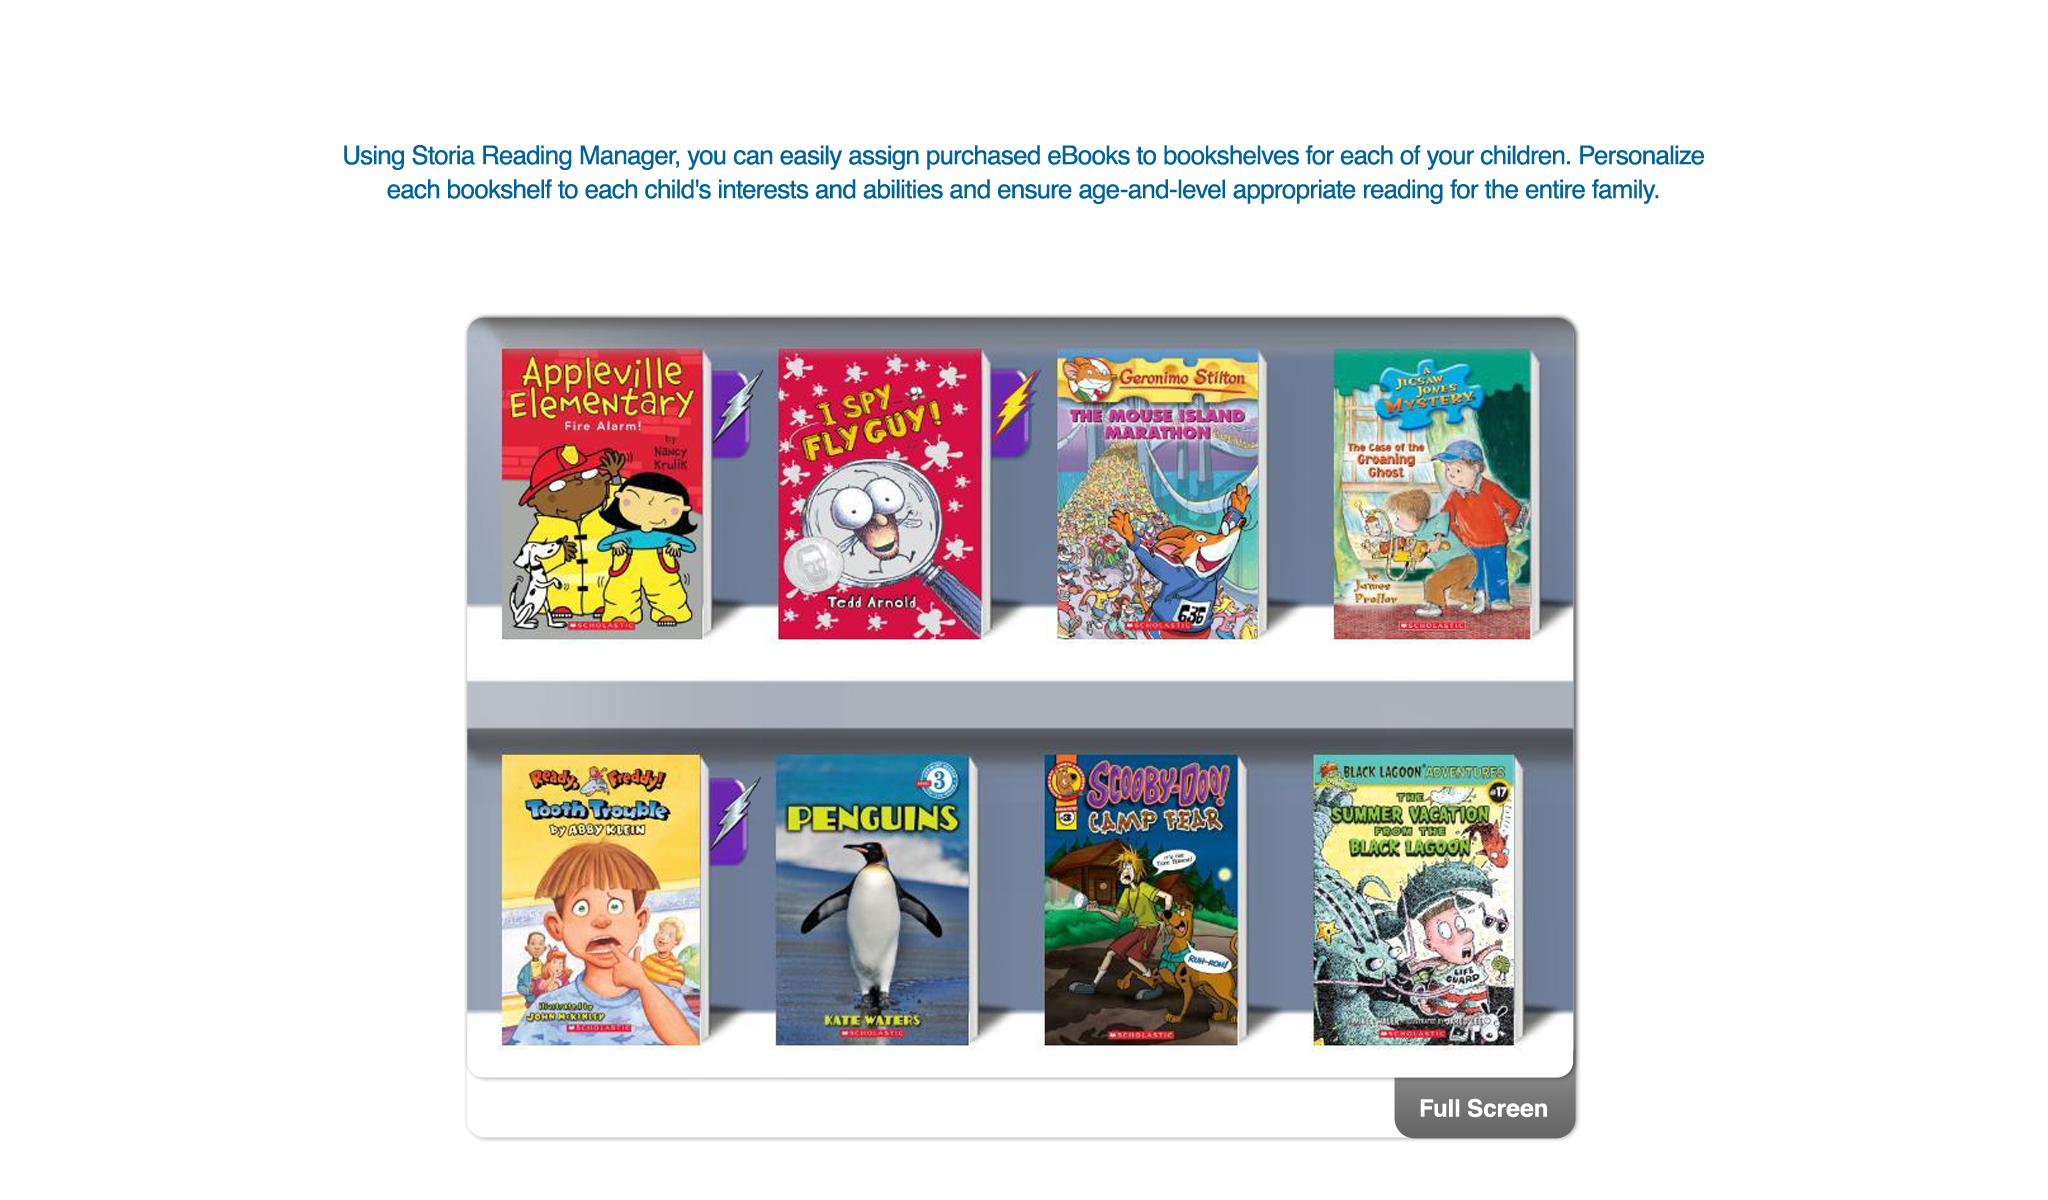 Using Storia Reading Manager, you can easily assign purchased eBooks to bookshelves for each of your children. Personalize
each bookshelf to each child's interests and abilities and ensure age-and-level appropriate reading for the entire family.
Appleville
Elementary
Fire Alarm!
by
Nancy
Krulik
SCHOLASTIC
I SPY
FLY GUY!
Tedd Arnold
Geronimo Stilton
THE MOUSE ISLAND
MARATHON
636
SCHOLASTIC
A
JIGSAW
JONES
MYSTERY
The Case of the
Groaning
Ghost
by
James
Preller
SCHOLASTIC
Ready, Freddy!
Tooth Trouble
by ABBY KLEIN
illustrated by
JOHN McKINLEY
SCHOLASTIC
3
PENGUINS
KATE WATERS
SCHOLASTIC
SCOOBY-DOO!
#3
CAMP FEAR
RUH-ROH!
SCHOLASTIC
BLACK LAGOON ADVENTURES
#17
THE
SUMMER VACATION
FROM THE
BLACK LAGOON
LIFE
GUARD
SCHOLASTIC
Full Screen